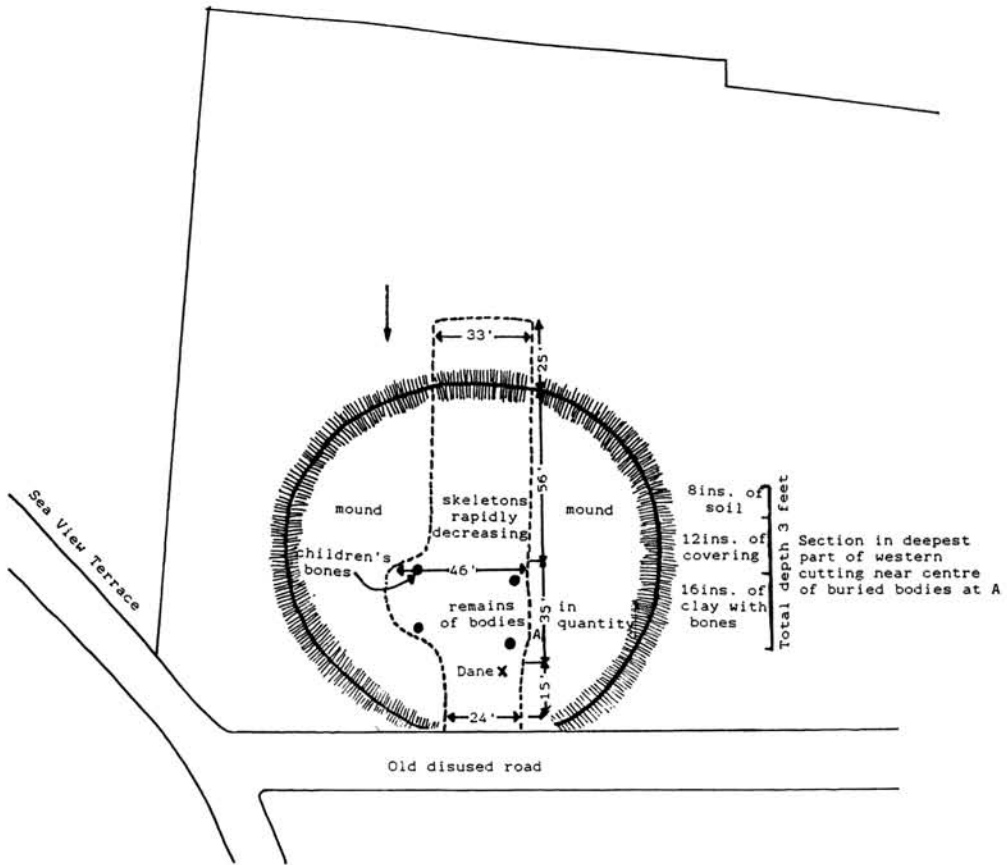 33'
25'
56'
mound
skeletons
rapidly
decreasing
mound
children's
bones
46'
remains
of bodies
in
quantity
35'
A
Dane X
15'
24'
Sea View Terrace
Old disused road
8ins. of
soil
12ins. of
covering
16ins. of
clay with
bones
Total depth 3 feet
Section in deepest
part of western
cutting near centre
of buried bodies at A